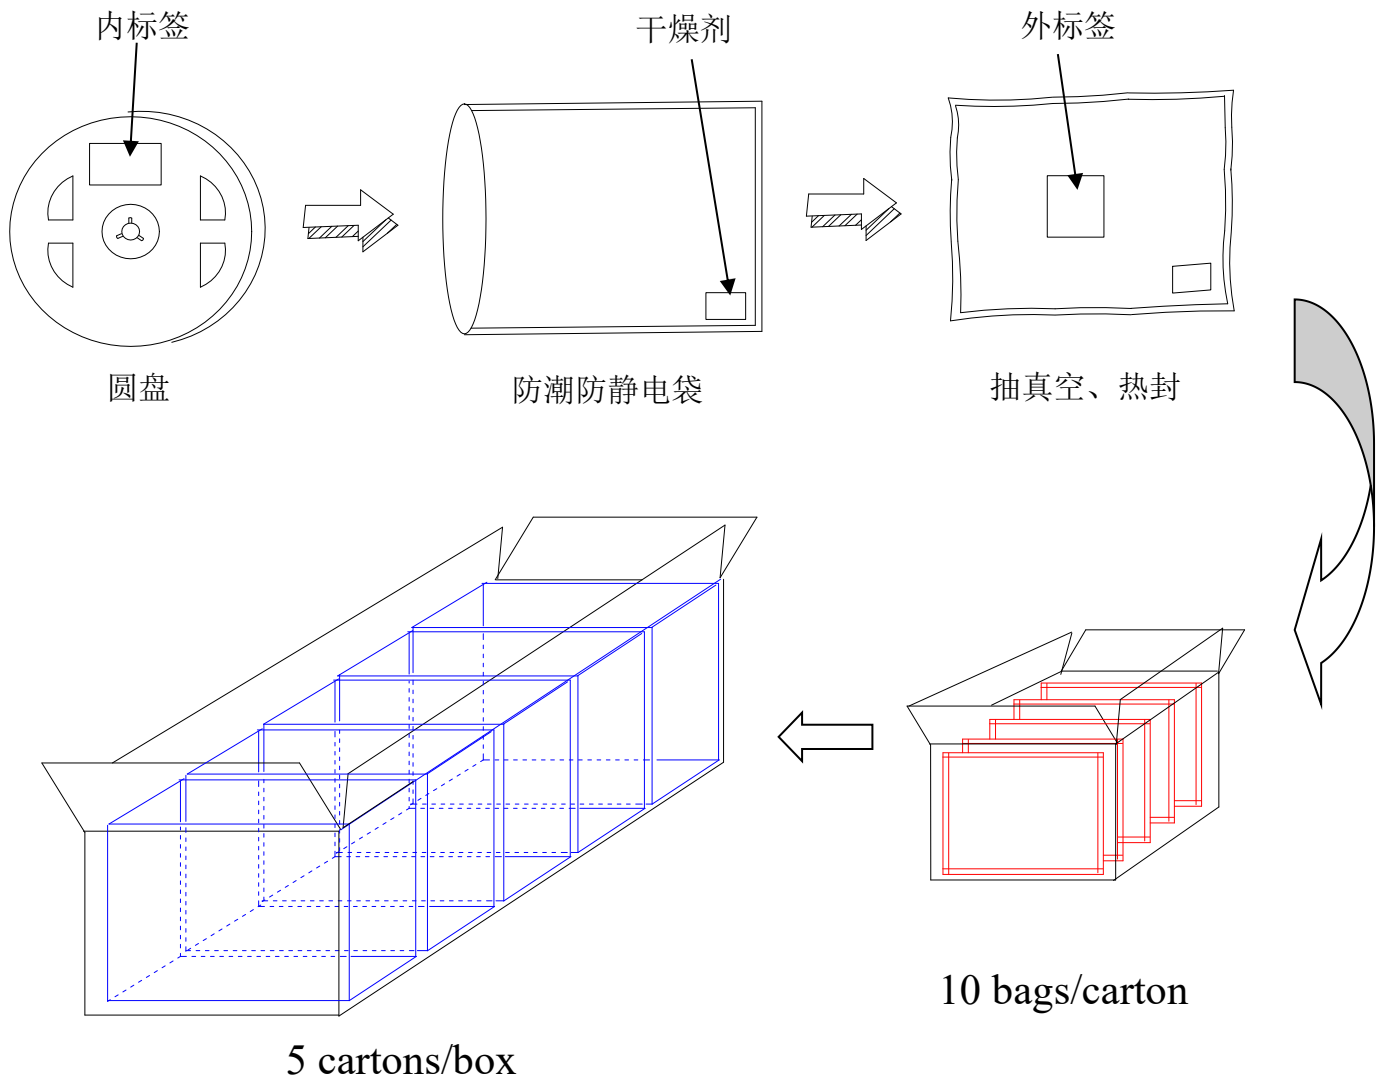 内标签
干燥剂
外标签
圆盘
防潮防静电袋
抽真空、热封
10 bags/carton
5 cartons/box